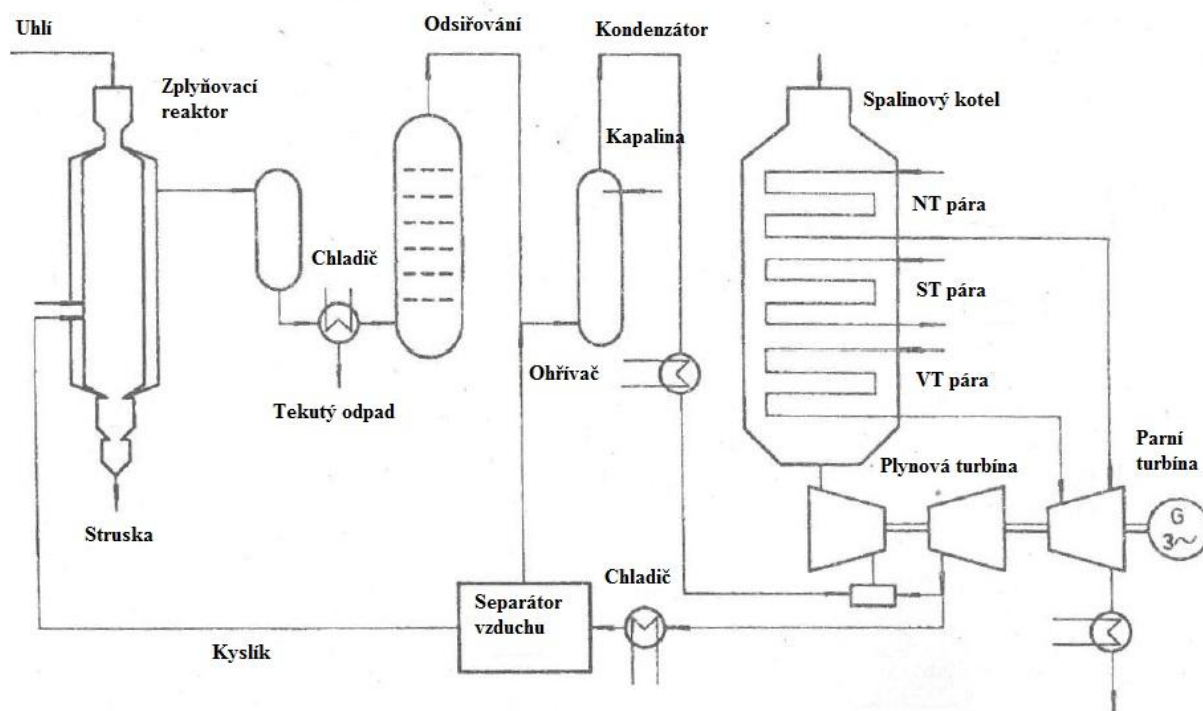 Uhlí
Odsiřování
Kondenzátor
Zplyňovací
reaktor
Spalinový kotel
Kapalina
NT pára
Chladič
ST pára
Ohřívač
VT pára
Tekutý odpad
Parní
turbína
Plynová turbína
Struska
G
3~
Chladič
Separátor
vzduchu
Kyslík